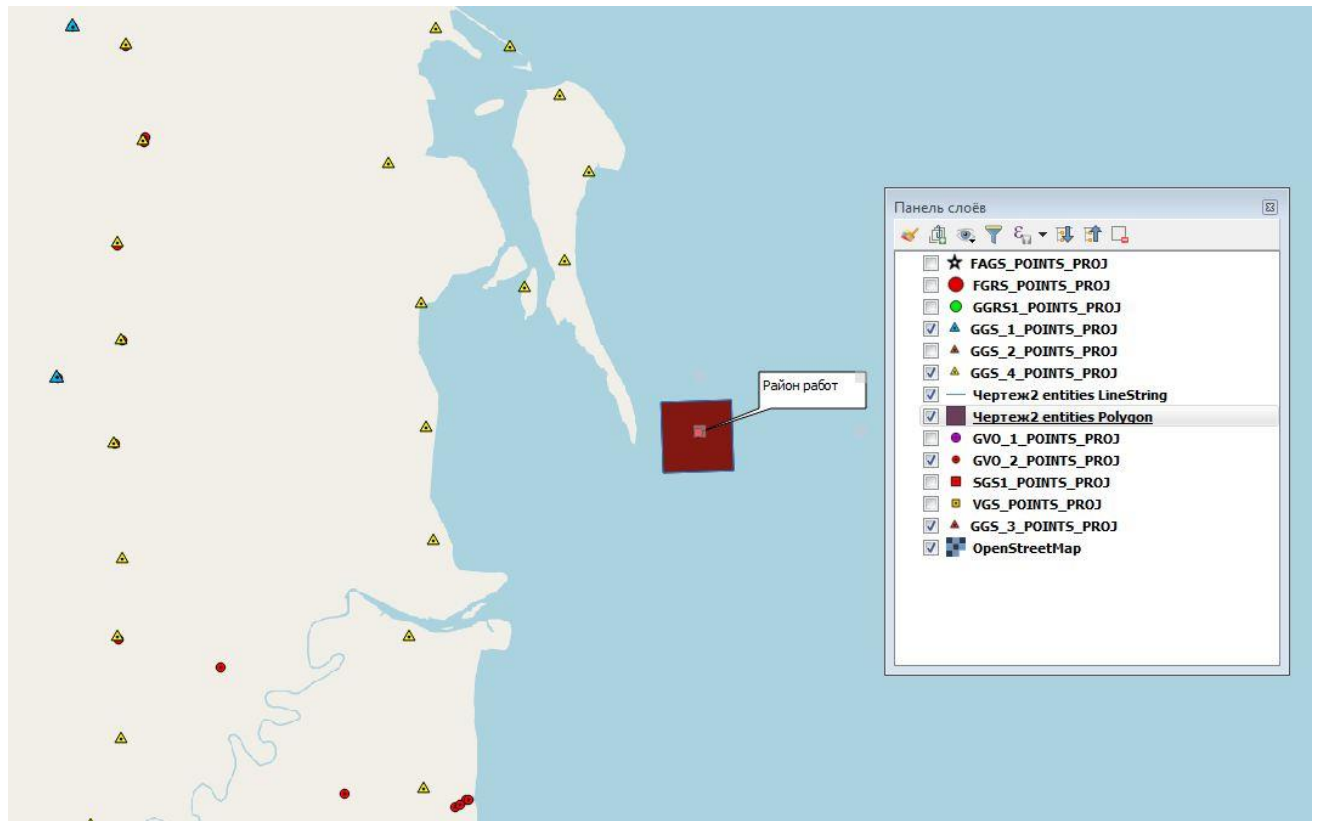 Панель слоёв
FAGS_POINTS_PROJ
FGRS_POINTS_PROJ
GGRS1_POINTS_PROJ
GGS_1_POINTS_PROJ
GGS_2_POINTS_PROJ
GGS_4_POINTS_PROJ
Чертеж2 entities LineString
Чертеж2 entities Polygon
GVO_1_POINTS_PROJ
GVO_2_POINTS_PROJ
SGS1_POINTS_PROJ
VGS_POINTS_PROJ
GGS_3_POINTS_PROJ
OpenStreetMap
Район работ